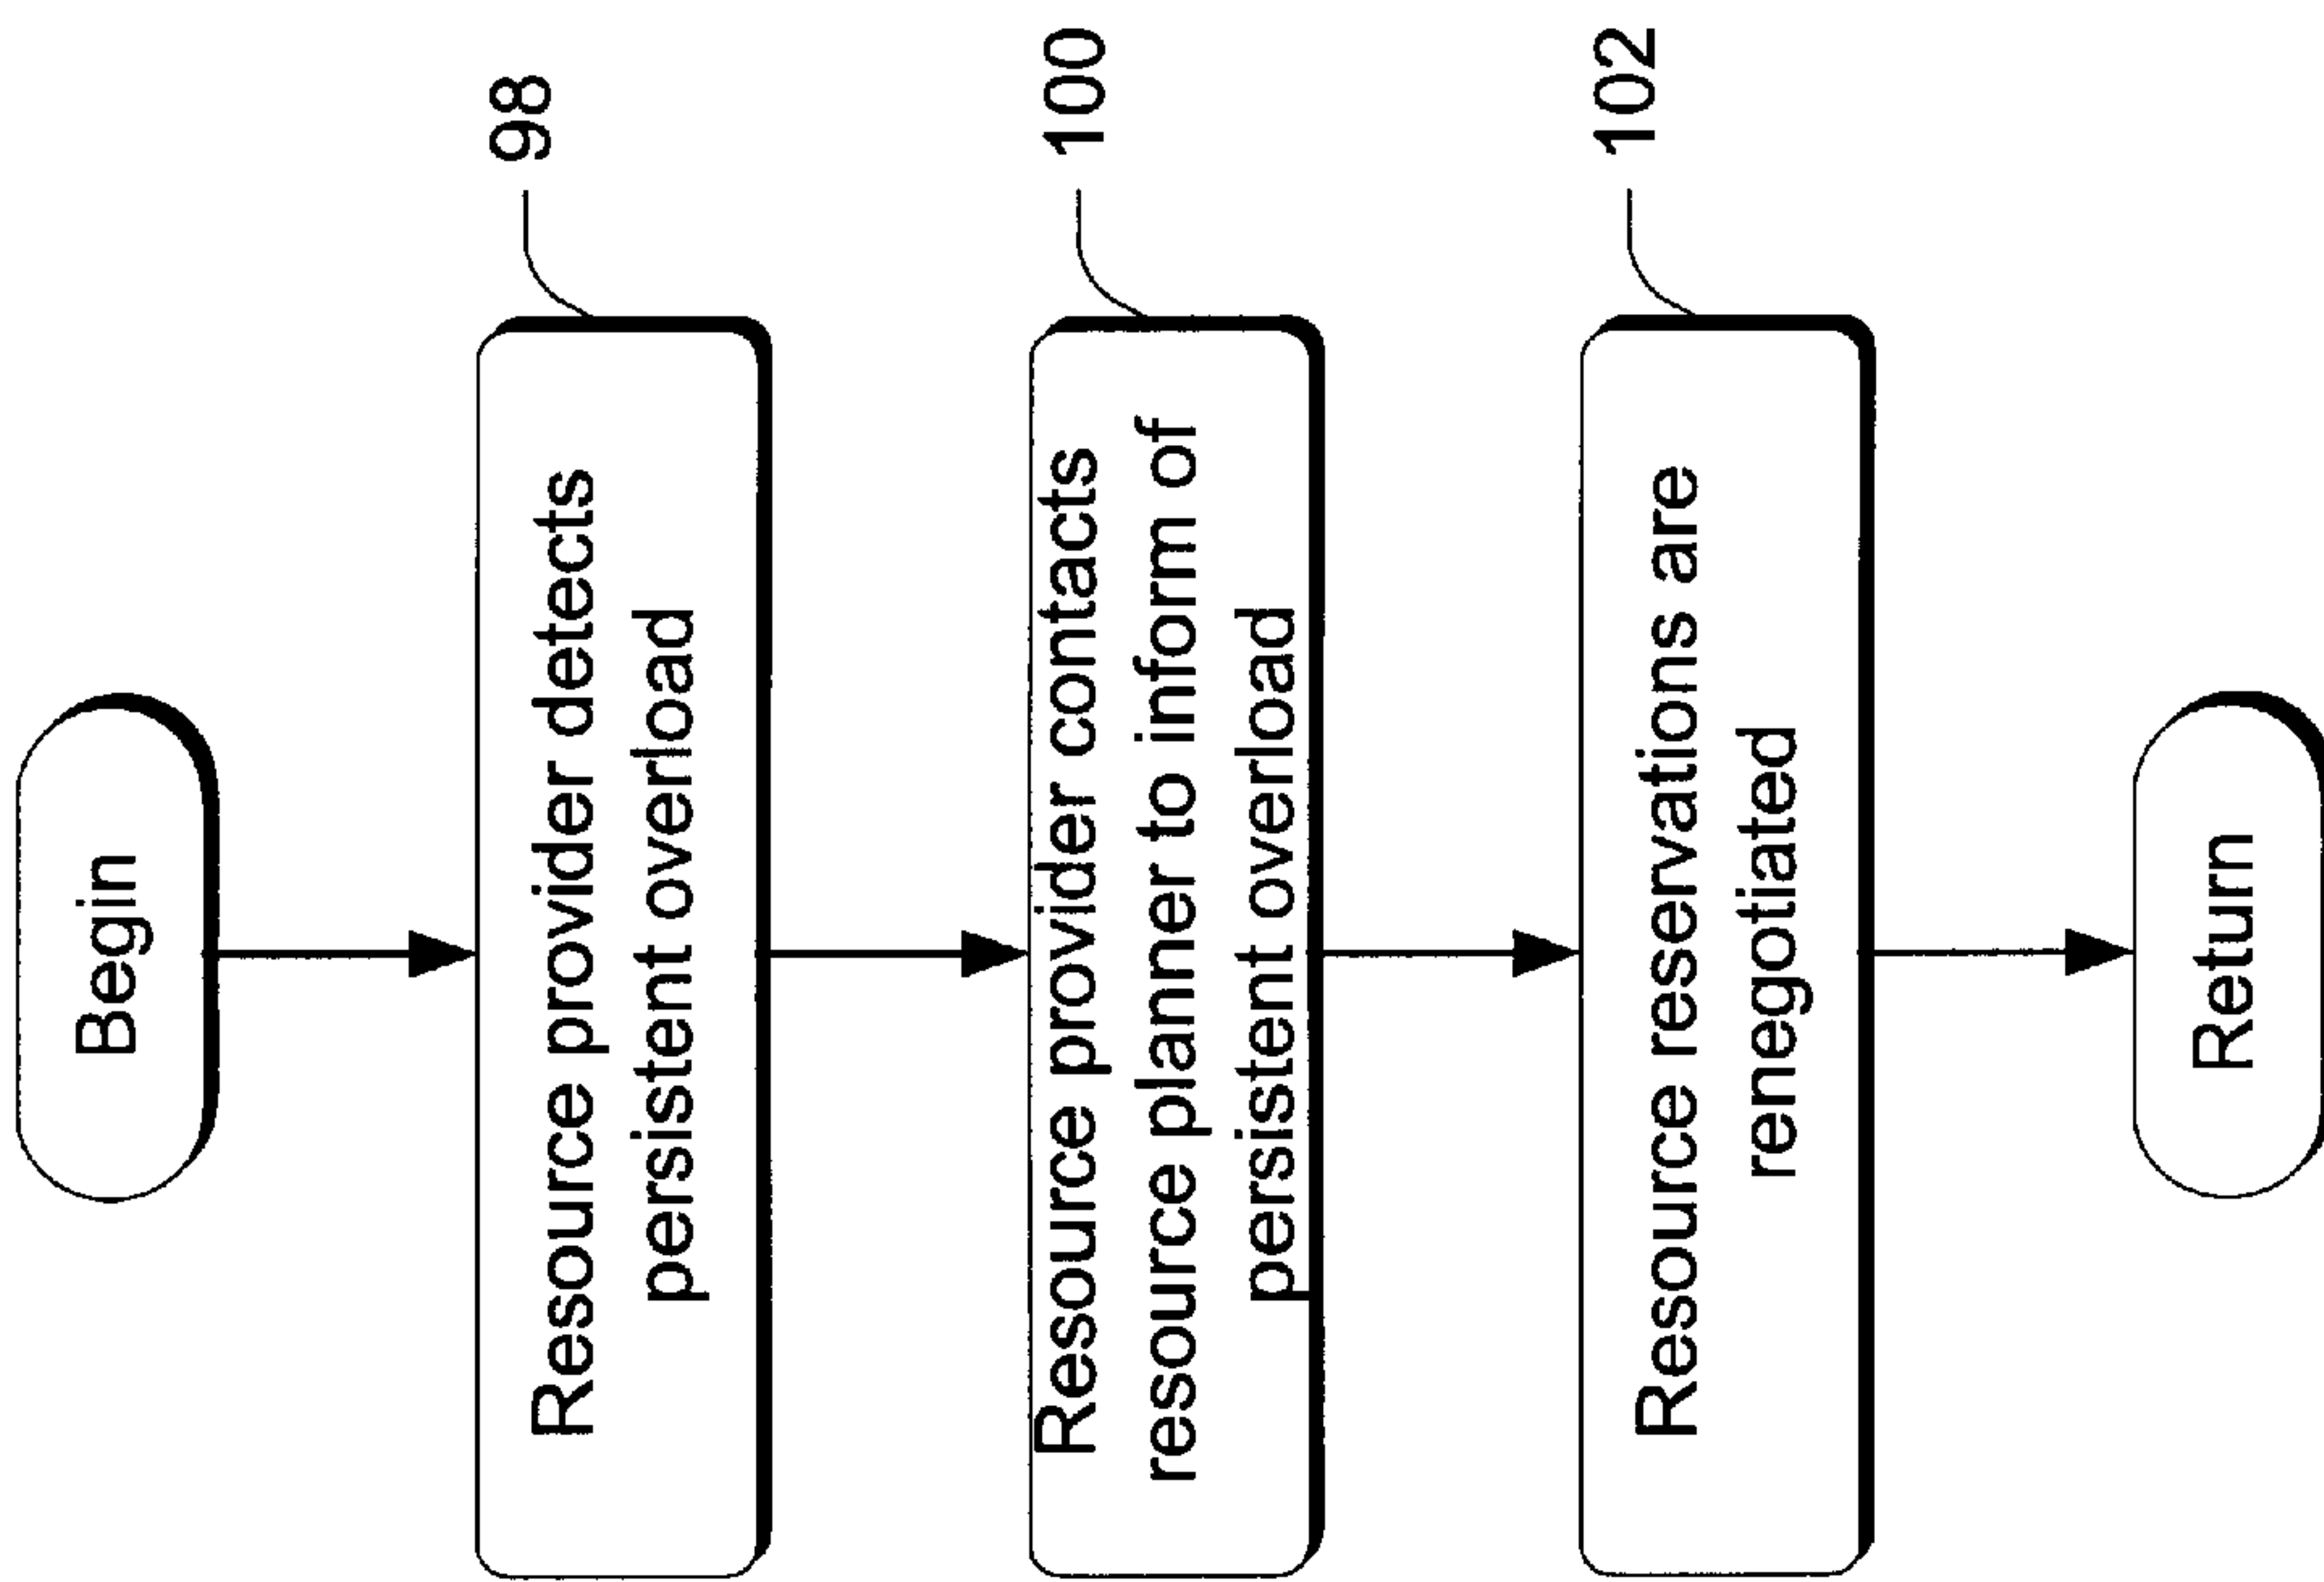 Begin
Resource provider detects
persistent overload
98
Resource provider contacts
resource planner to inform of
persistent overload
100
Resource reservations are
renegotiated
102
Return